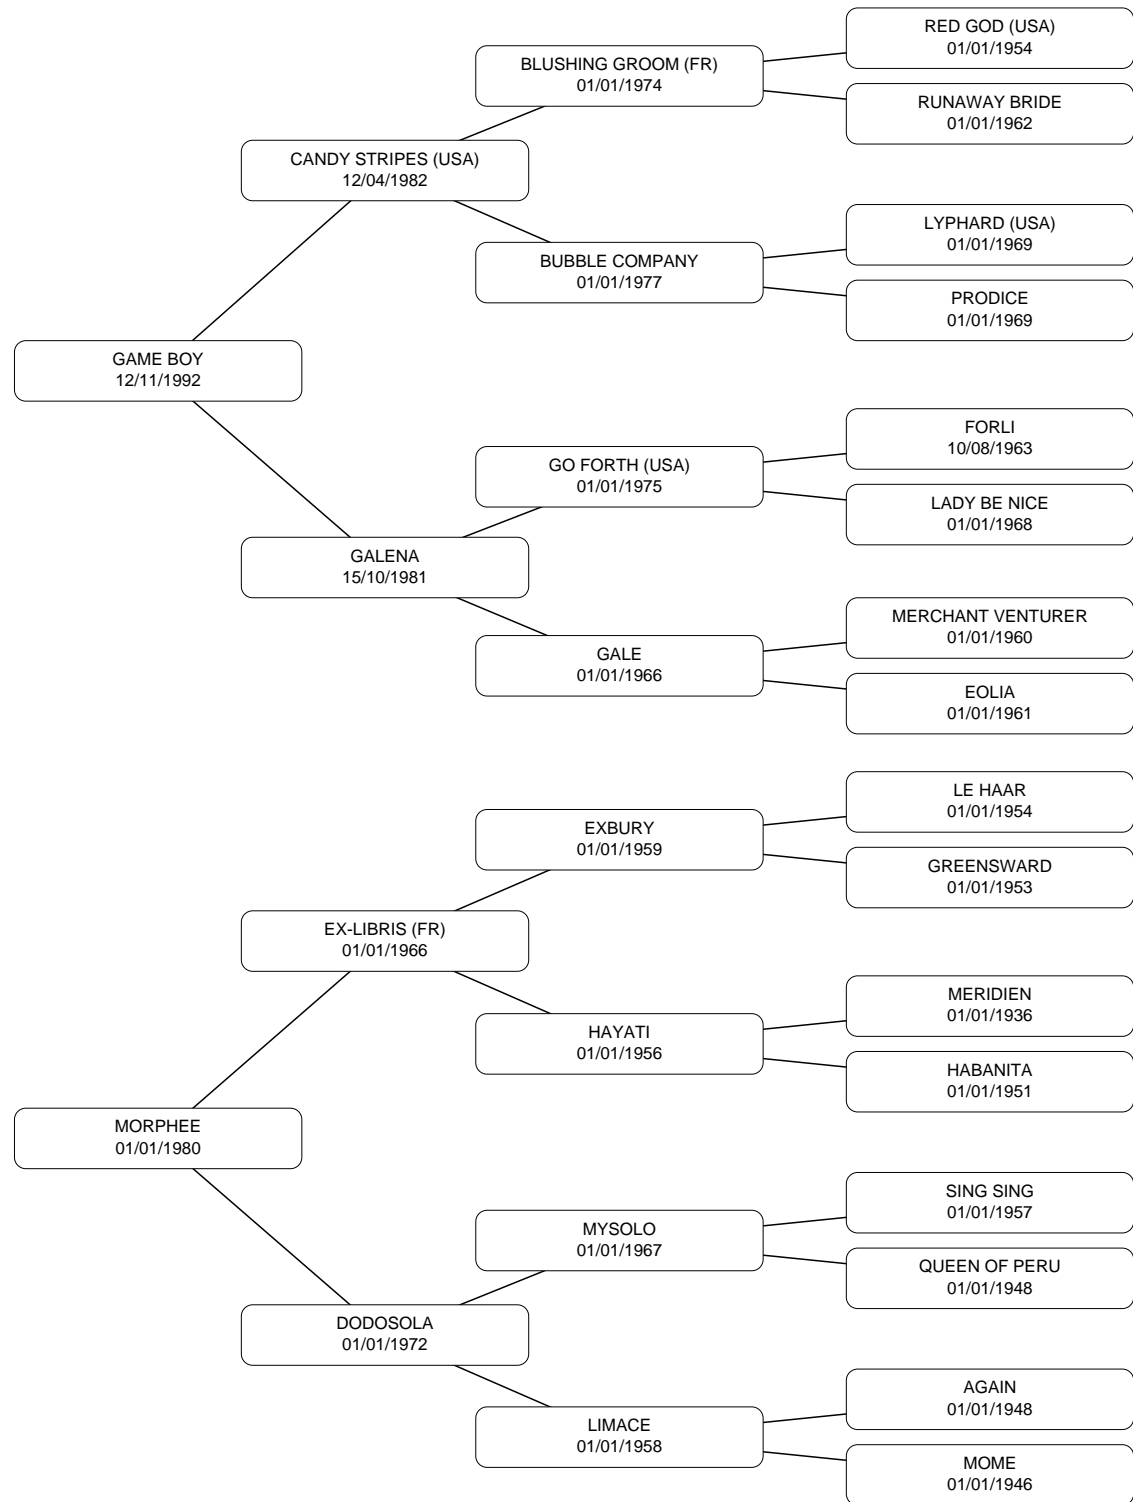 RED GOD (USA)
01/01/1954
BLUSHING GROOM (FR)
01/01/1974
RUNAWAY BRIDE
01/01/1962
CANDY STRIPES (USA)
12/04/1982
LYPHARD (USA)
01/01/1969
BUBBLE COMPANY
01/01/1977
PRODICE
01/01/1969
GAME BOY
12/11/1992
FORLI
10/08/1963
GO FORTH (USA)
01/01/1975
LADY BE NICE
01/01/1968
GALENA
15/10/1981
MERCHANT VENTURER
01/01/1960
GALE
01/01/1966
EOLIA
01/01/1961
LE HAAR
01/01/1954
EXBURY
01/01/1959
GREENSWARD
01/01/1953
EX-LIBRIS (FR)
01/01/1966
MERIDIEN
01/01/1936
HAYATI
01/01/1956
HABANITA
01/01/1951
MORPHEE
01/01/1980
SING SING
01/01/1957
MYSOLO
01/01/1967
QUEEN OF PERU
01/01/1948
DODOSOLA
01/01/1972
AGAIN
01/01/1948
LIMACE
01/01/1958
MOME
01/01/1946